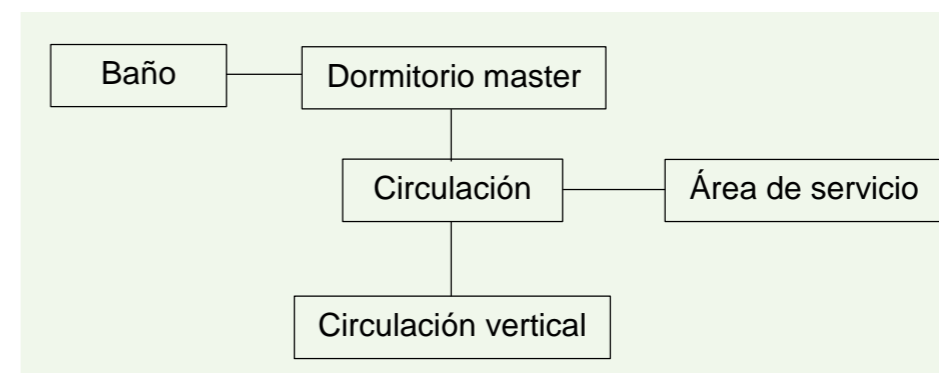 Baño
Dormitorio master
Circulación
Área de servicio
Circulación vertical